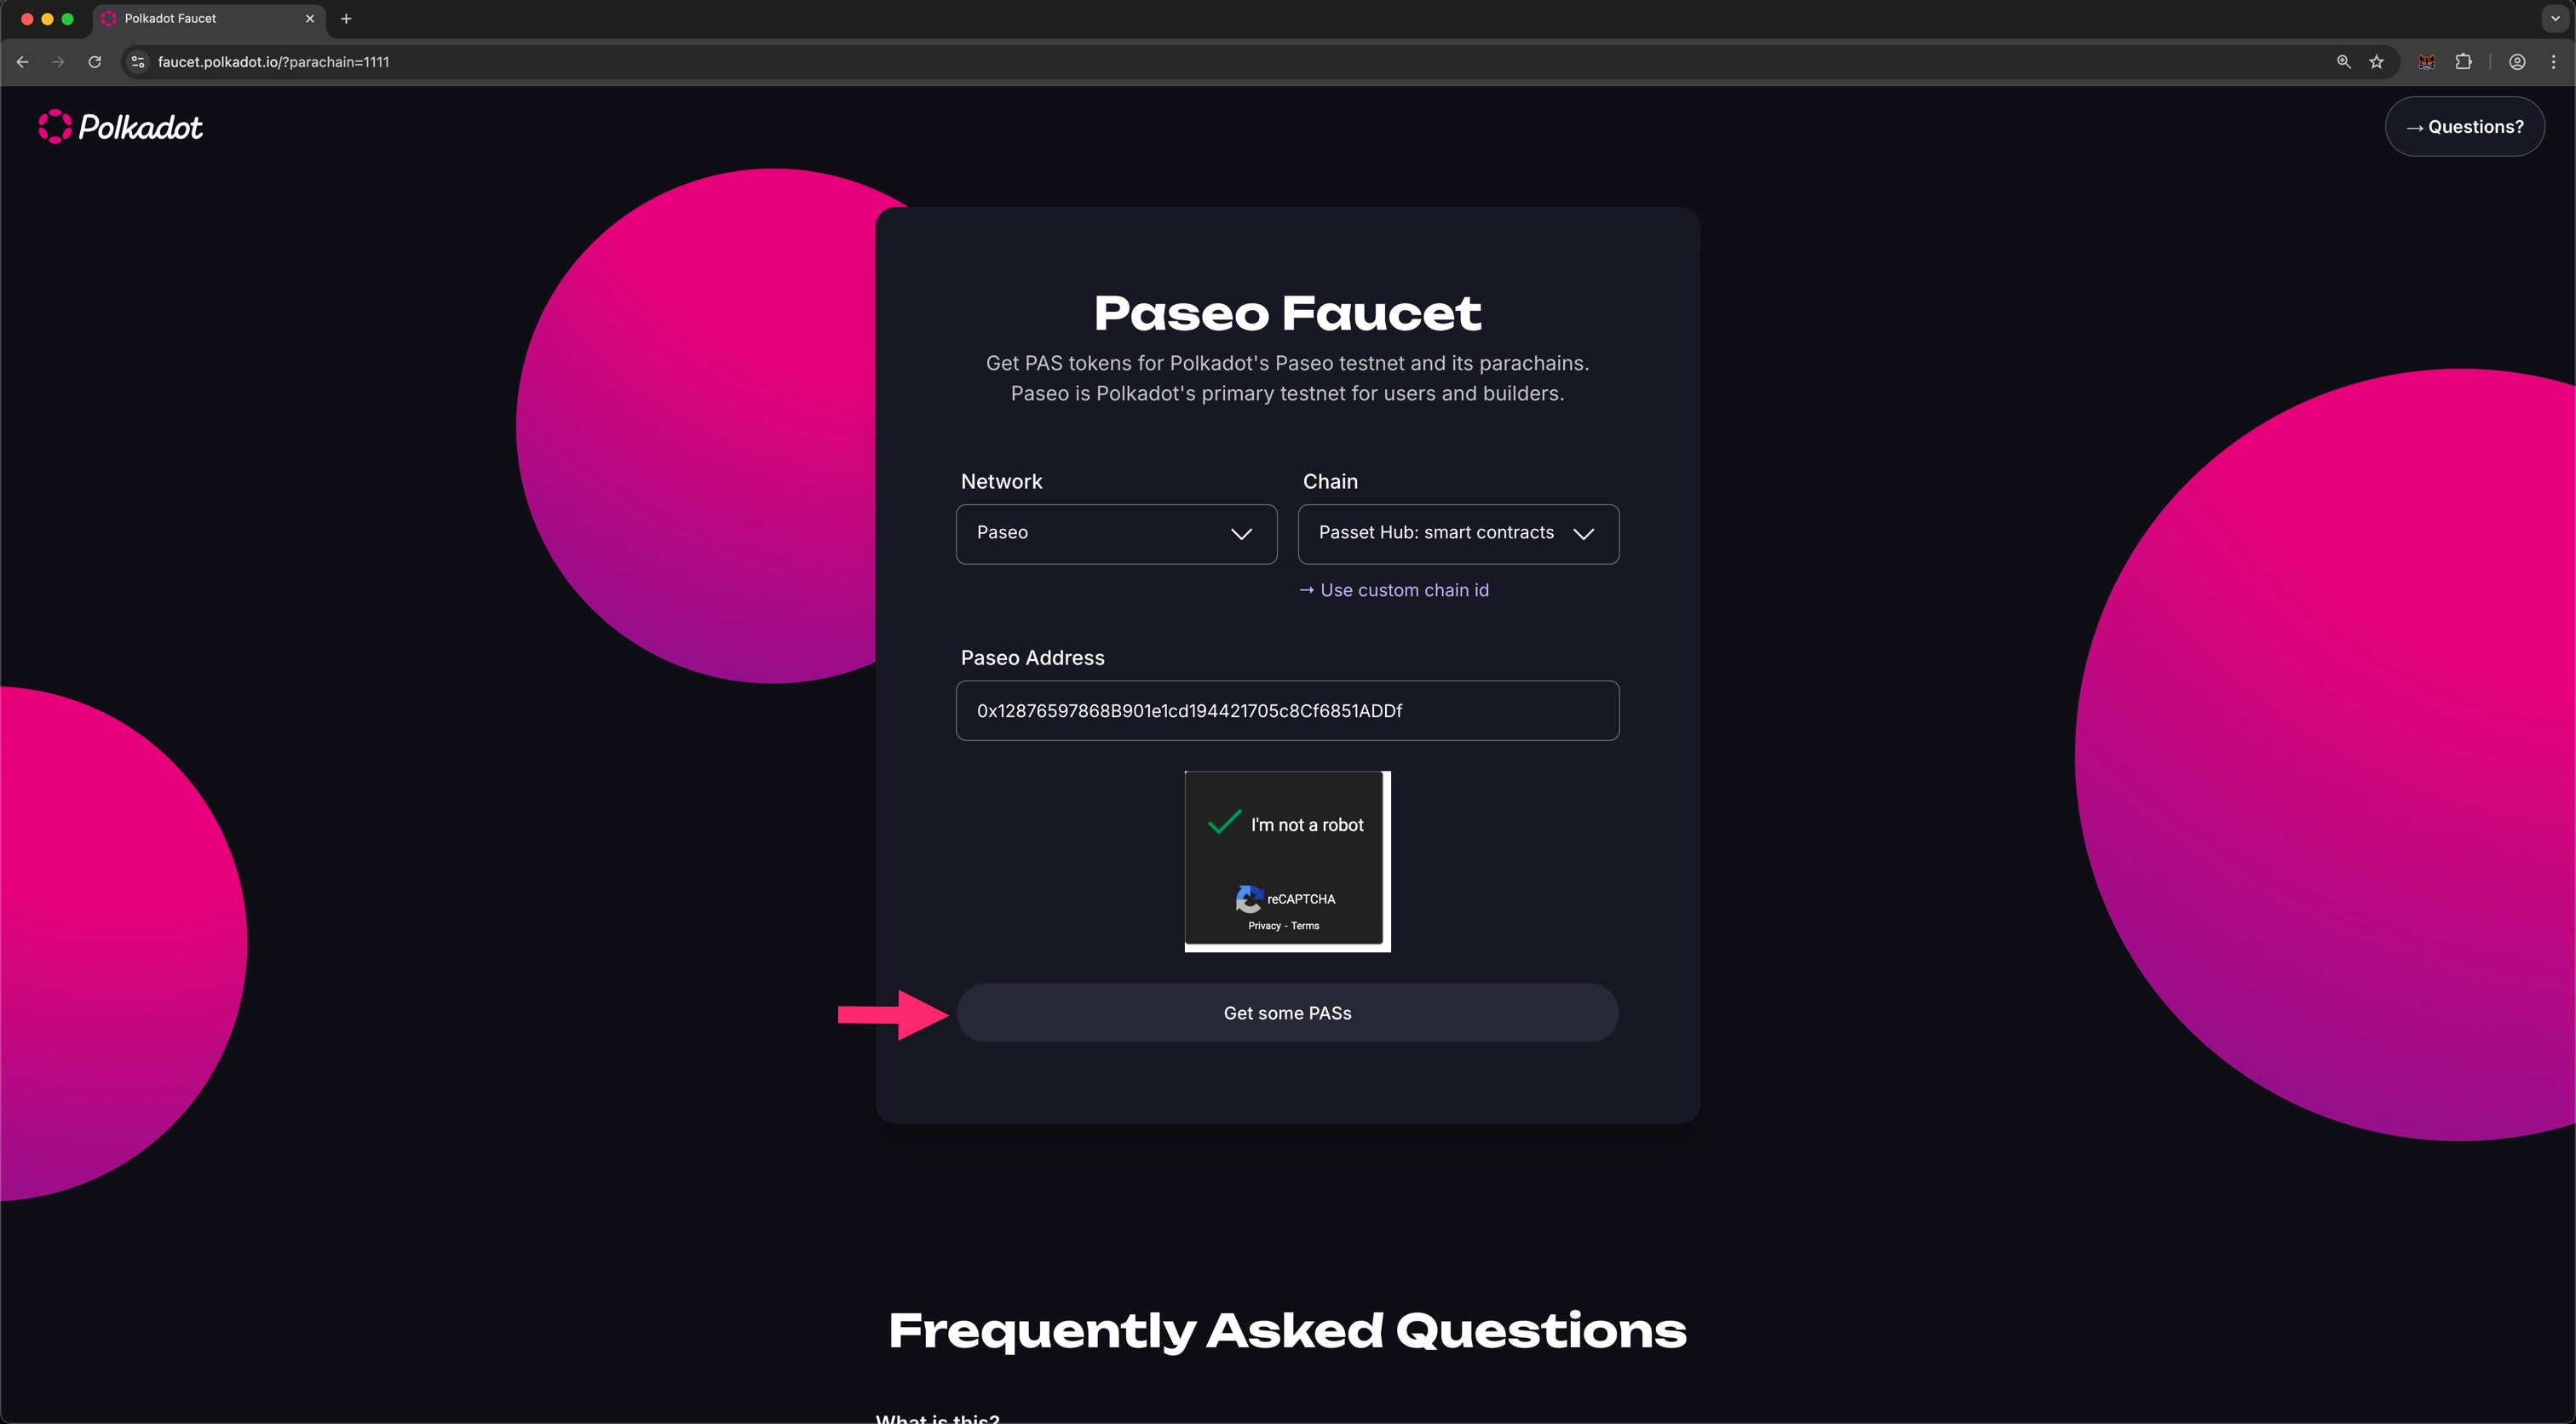 Polkadot Faucet
faucet.polkadot.io/?parachain=1111
Polkadot
→ Questions?
Paseo Faucet
Get PAS tokens for Polkadot's Paseo testnet and its parachains.
Paseo is Polkadot's primary testnet for users and builders.
Network
Chain
Paseo
Passet Hub: smart contracts
→ Use custom chain id
Paseo Address
0x12876597868B901e1cd194421705c8Cf6851ADDf
I'm not a robot
reCAPTCHA
Privacy - Terms
Get some PASs
Frequently Asked Questions
What is this?